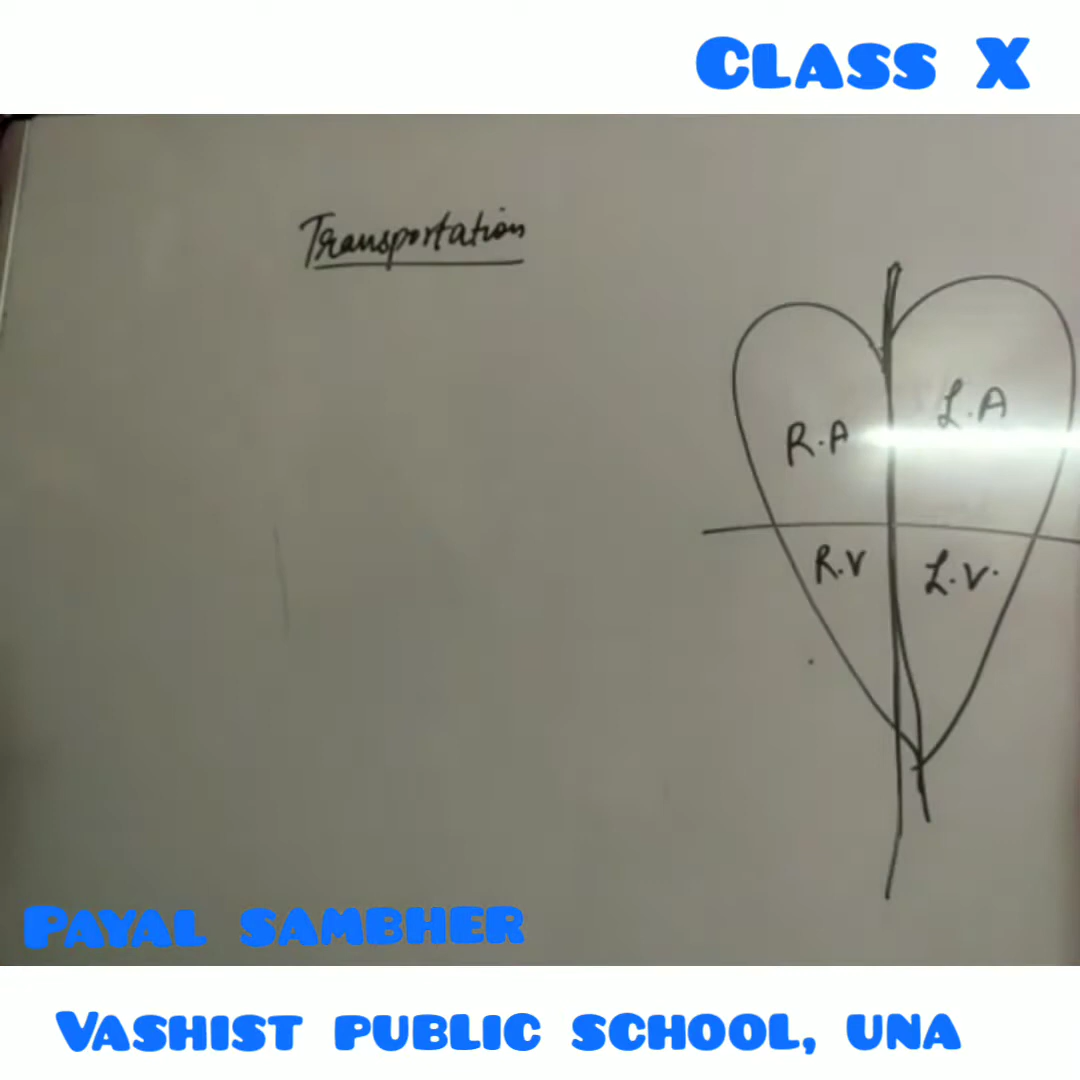 CLASS X
Transportation
R.A
L.A
R.V
L.V.
PAYAL SAMBHER
VASHIST PUBLIC SCHOOL, UNA